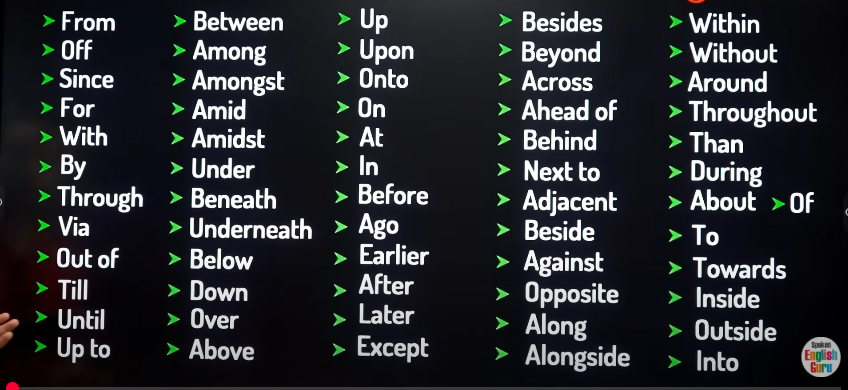 From
Off
Since
For
With
By
Through
Via
Out of
Till
Until
Up to
Between
Among
Amongst
Amid
Amidst
Under
Beneath
Underneath
Below
Down
Over
Above
Up
Upon
Onto
On
At
In
Before
Ago
Earlier
After
Later
Except
Besides
Beyond
Across
Ahead of
Behind
Next to
Adjacent
Beside
Against
Opposite
Along
Alongside
Within
Without
Around
Throughout
Than
During
About Of
To
Towards
Inside
Outside
Into
Spoken
English
Guru